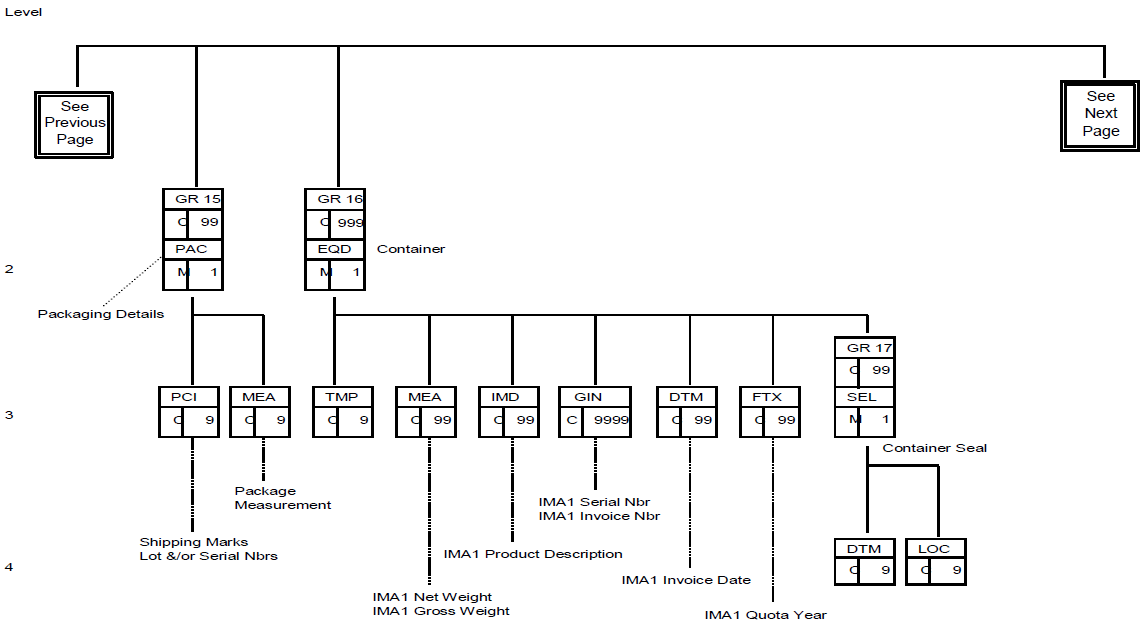 Level
See
Previous
Page
See
Next
Page
GR 15
C 99
PAC
M 1
GR 16
C 999
EQD
M 1
Container
2
Packaging Details
GR 17
C 99
SEL
M 1
3
PCI
C 9
MEA
C 9
TMP
C 9
MEA
C 99
IMD
C 99
GIN
C 9999
DTM
C 99
FTX
C 99
Container Seal
Package
Measurement
IMA1 Serial Nbr
IMA1 Invoice Nbr
Shipping Marks
Lot &/or Serial Nbrs
IMA1 Product Description
4
DTM
C 9
LOC
C 9
IMA1 Invoice Date
IMA1 Net Weight
IMA1 Gross Weight
IMA1 Quota Year